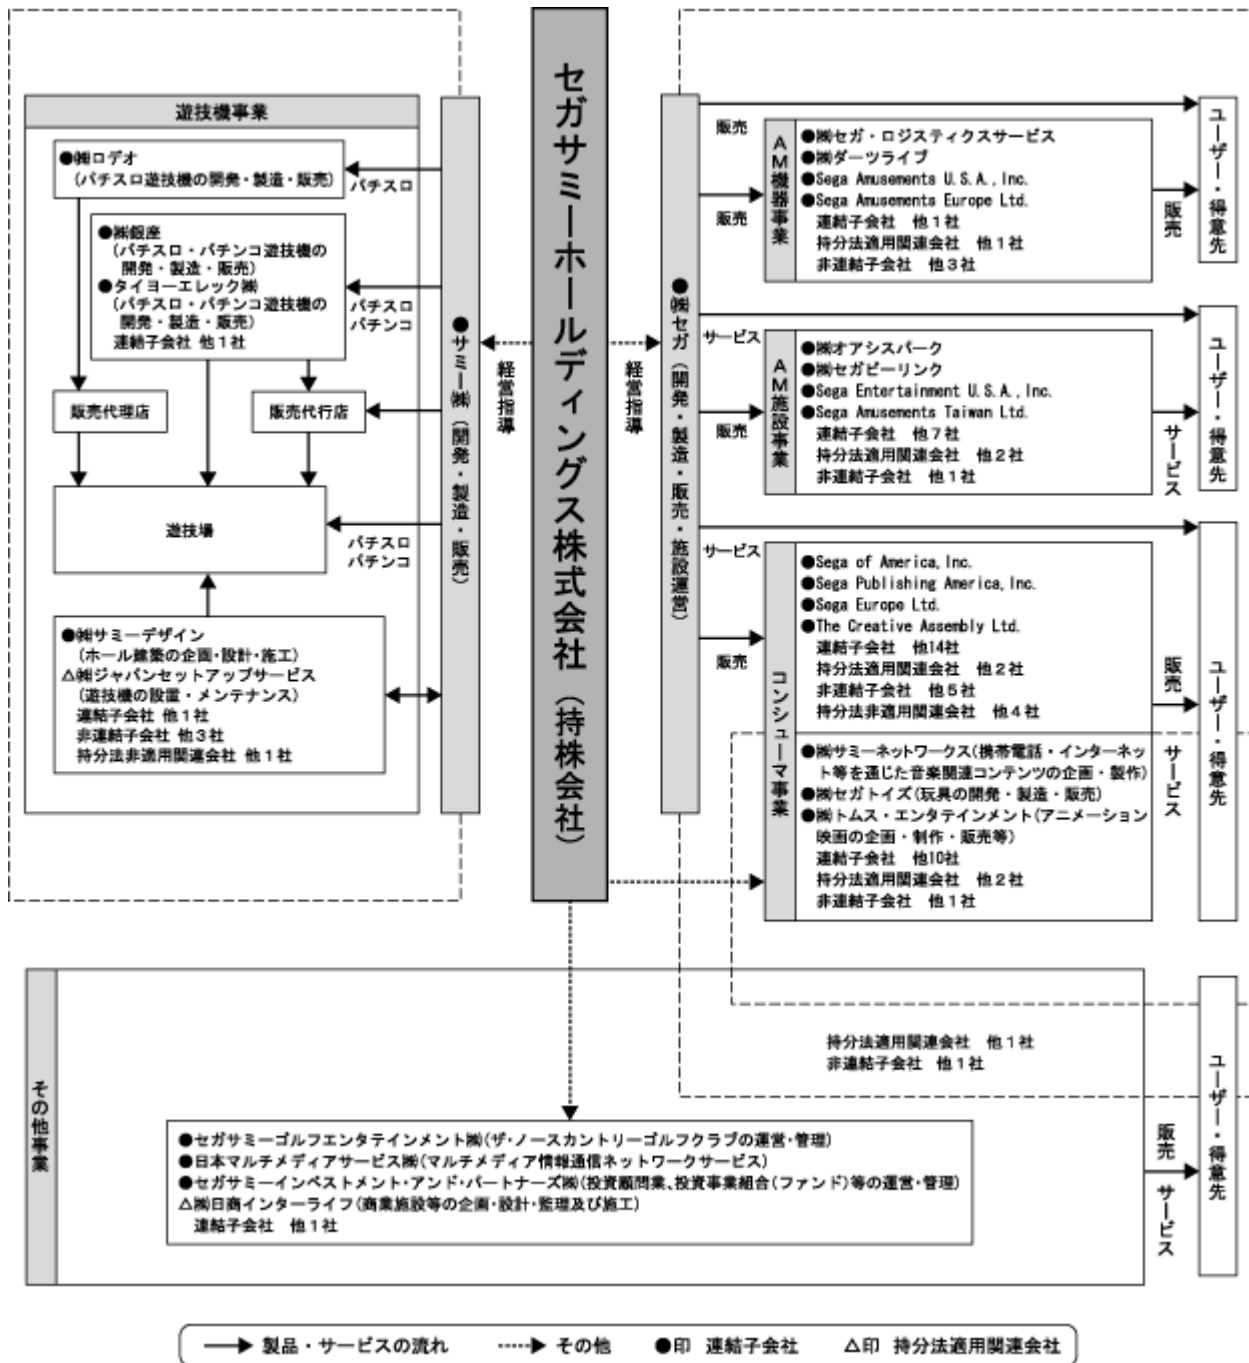 セガサミーホールディングス株式会社（持株会社）
遊技機事業
●㈱ロデオ
(パチスロ遊技機の開発・製造・販売)
パチスロ
●㈱銀座
(パチスロ・パチンコ遊技機の
開発・製造・販売)
●タイヨーエレック㈱
(パチスロ・パチンコ遊技機の
開発・製造・販売)
連結子会社 他１社
パチスロ
パチンコ
販売代理店
販売代行店
遊技場
パチスロ
パチンコ
●㈱サミーデザイン
(ホール建築の企画・設計・施工)
△㈱ジャパンセットアップサービス
(遊技機の設置・メンテナンス)
連結子会社 他１社
非連結子会社 他３社
持分法非適用関連会社 他１社
●サミー㈱（開発・製造・販売）
経営指導
経営指導
●㈱セガ（開発・製造・販売・施設運営）
販売
販売
AM機器事業
●㈱セガ・ロジスティクスサービス
●㈱ダーツライブ
●Sega Amusements U.S.A., Inc.
●Sega Amusements Europe Ltd.
連結子会社　他１社
持分法適用関連会社　他１社
非連結子会社　他３社
販売
ユーザー・得意先
サービス
販売
AM施設事業
●㈱オアシスパーク
●㈱セガビーリンク
●Sega Entertainment U.S.A., Inc.
●Sega Amusements Taiwan Ltd.
連結子会社　他７社
持分法適用関連会社　他２社
非連結子会社　他１社
サービス
ユーザー・得意先
サービス
販売
コンシューマ事業
●Sega of America, Inc.
●Sega Publishing America, Inc.
●Sega Europe Ltd.
●The Creative Assembly Ltd.
連結子会社　他14社
持分法適用関連会社　他２社
非連結子会社　他５社
持分法非適用関連会社　他４社
●㈱サミーネットワークス(携帯電話・インターネッ
ト等を通じた音楽関連コンテンツの企画・製作)
●㈱セガトイズ(玩具の開発・製造・販売)
●㈱トムス・エンタテインメント(アニメーション
映画の企画・制作・販売等)
連結子会社　他10社
持分法適用関連会社　他２社
非連結子会社　他１社
販売
サービス
ユーザー・得意先
その他事業
持分法適用関連会社　他１社
非連結子会社　他１社
●セガサミーゴルフエンタテインメント㈱(ザ・ノースカントリーゴルフクラブの運営・管理)
●日本マルチメディアサービス㈱(マルチメディア情報通信ネットワークサービス)
●セガサミーインベストメント・アンド・パートナーズ㈱(投資顧問業、投資事業組合(ファンド)等の運営・管理)
△㈱日商インターライフ(商業施設等の企画・設計・監理及び施工)
連結子会社　他１社
販売
サービス
ユーザー・得意先
製品・サービスの流れ　その他　●印 連結子会社　△印 持分法適用関連会社